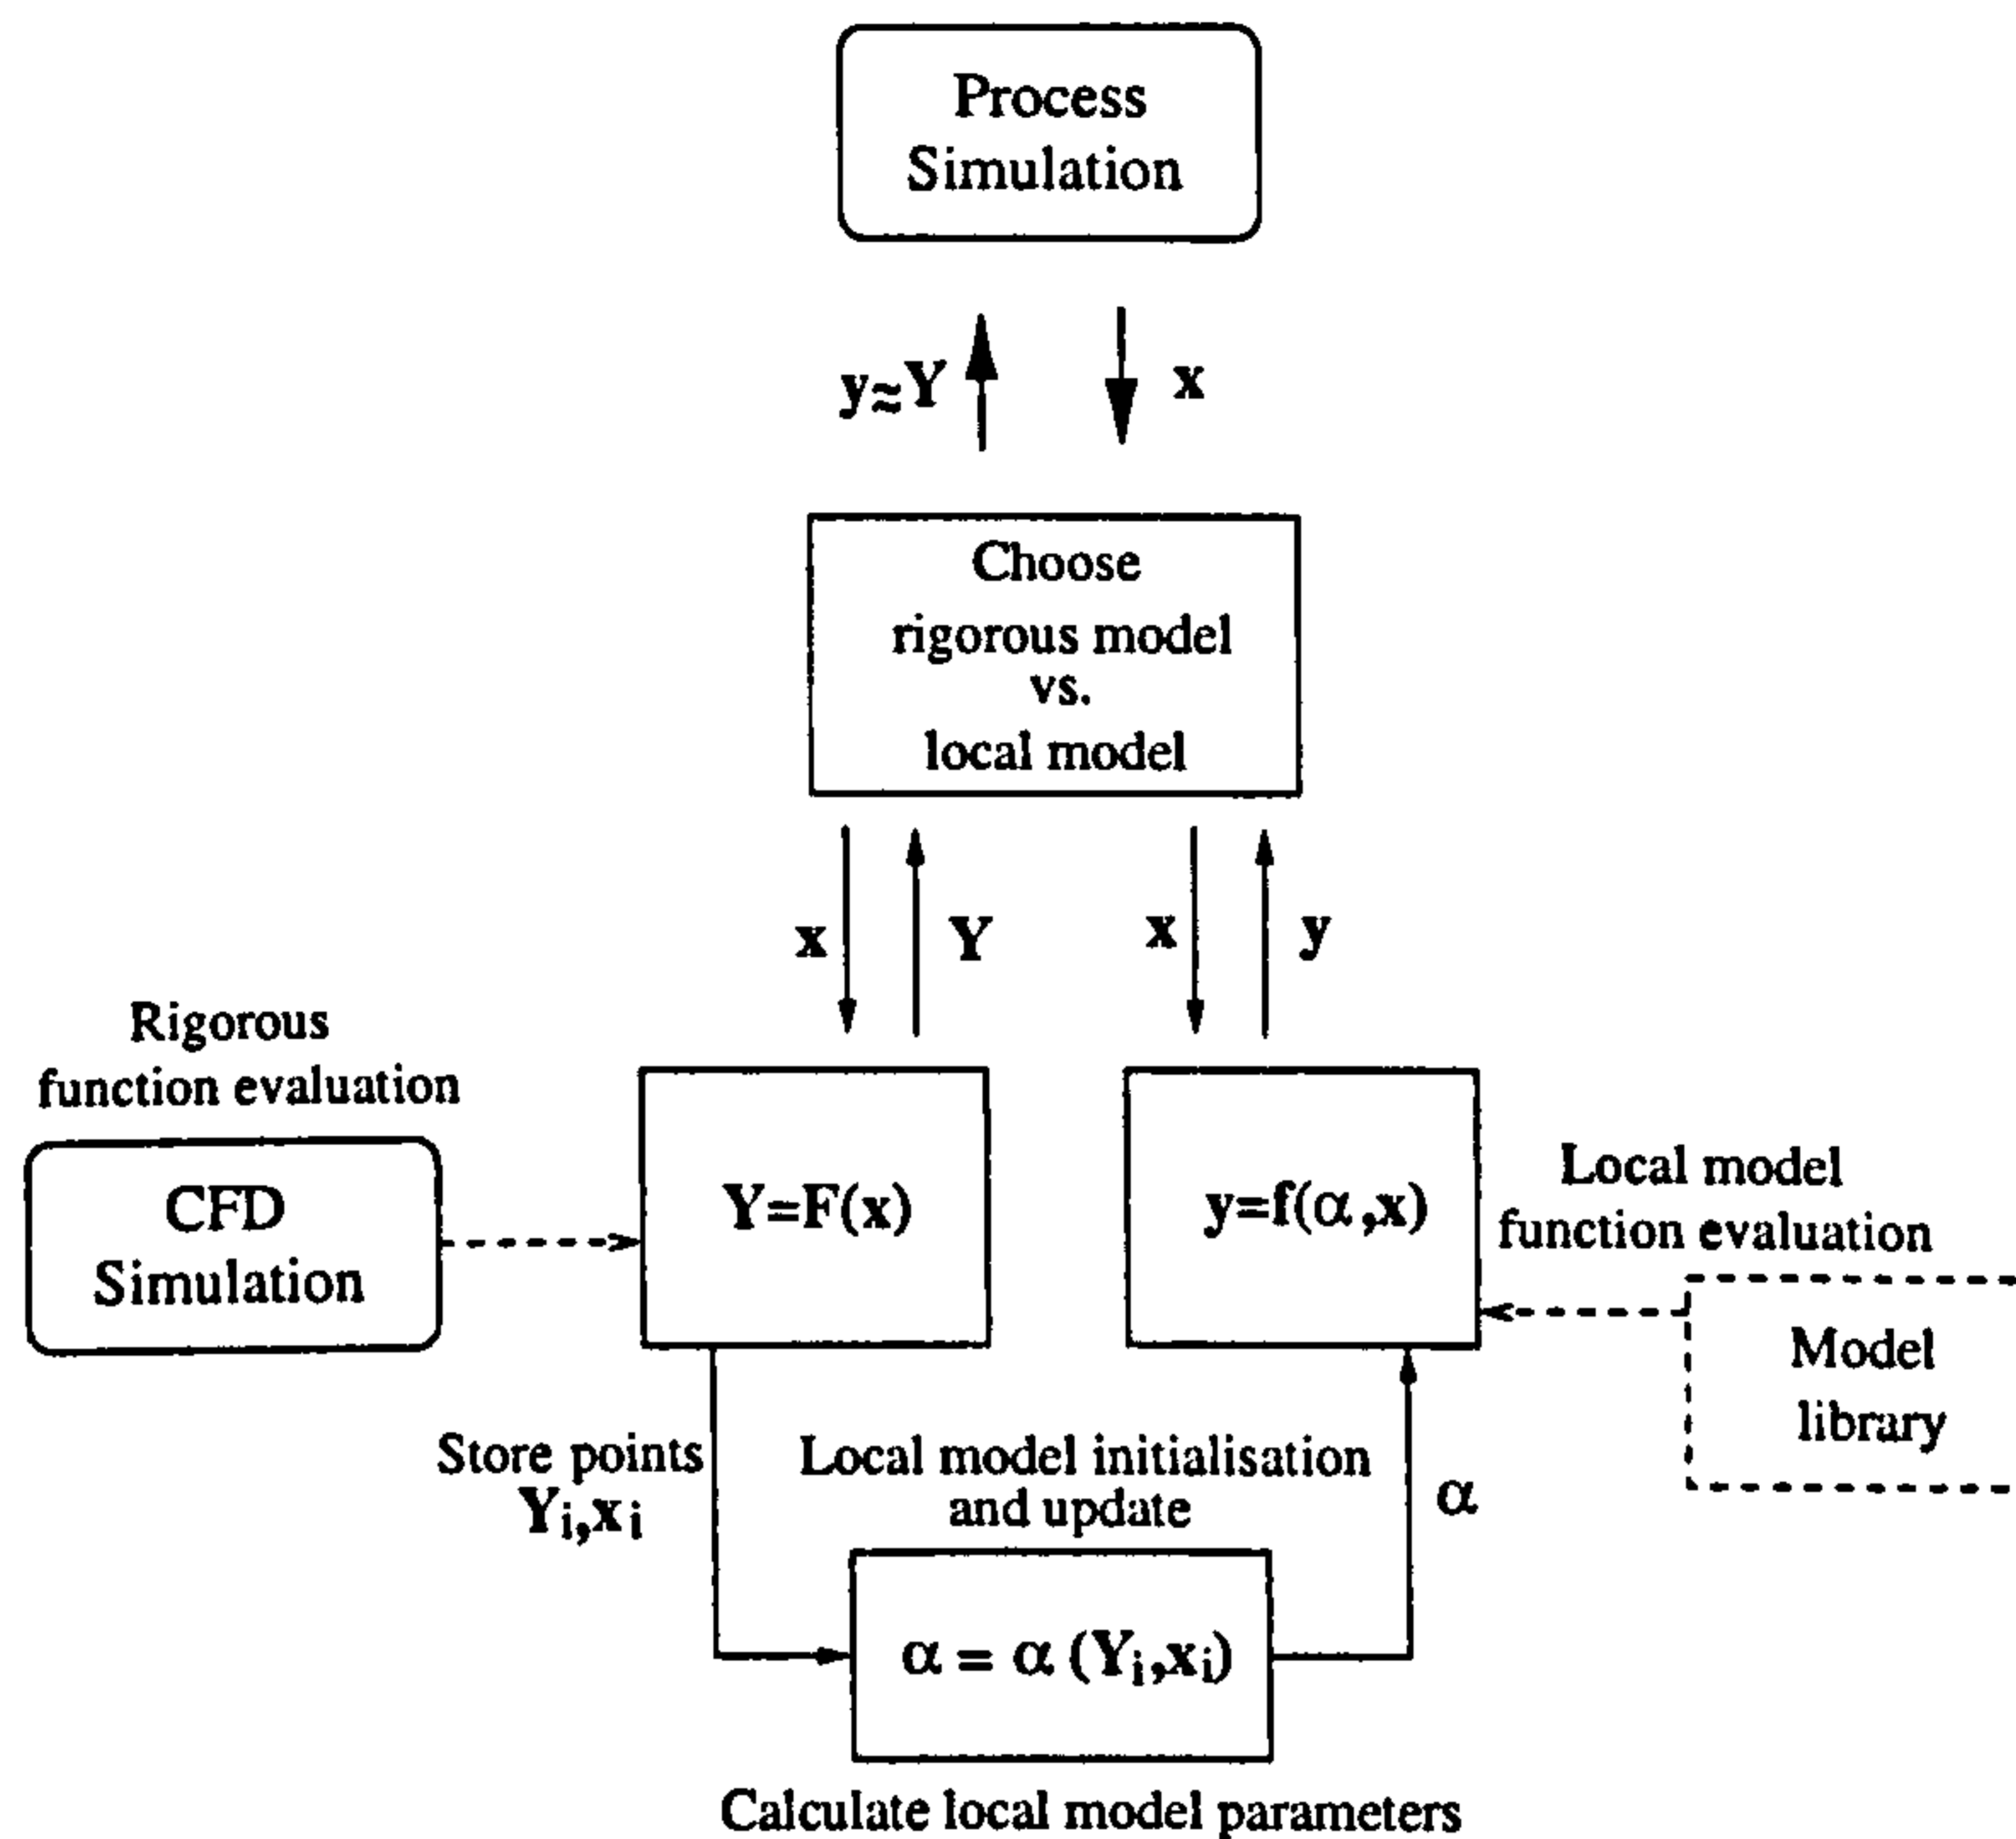 Process
Simulation
y≈Y
x
Choose
rigorous model
vs.
local model
x
Y
x
y
Rigorous
function evaluation
CFD
Simulation
Y=F(x)
y=f(α,x)
Local model
function evaluation
Model
library
Store points
Yi,xi
Local model initialisation
and update
α
α = α (Yi,xi)
Calculate local model parameters